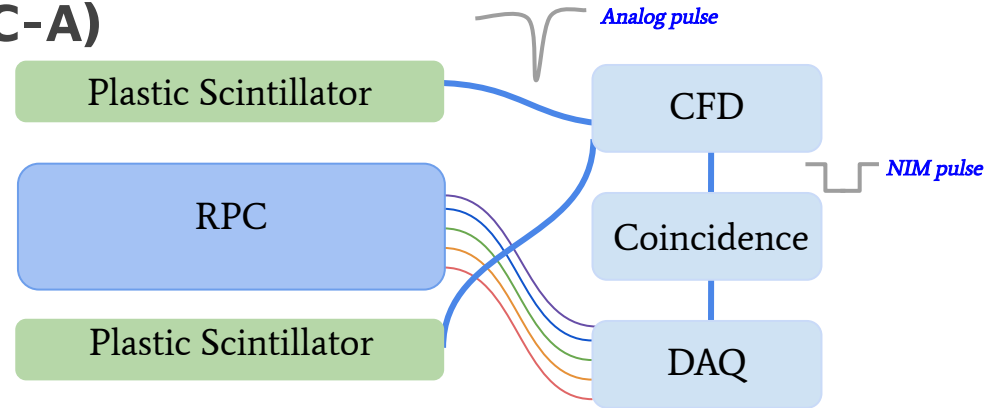 C-A)
Analog pulse
Plastic Scintillator
CFD
NIM pulse
RPC
Coincidence
Plastic Scintillator
DAQ